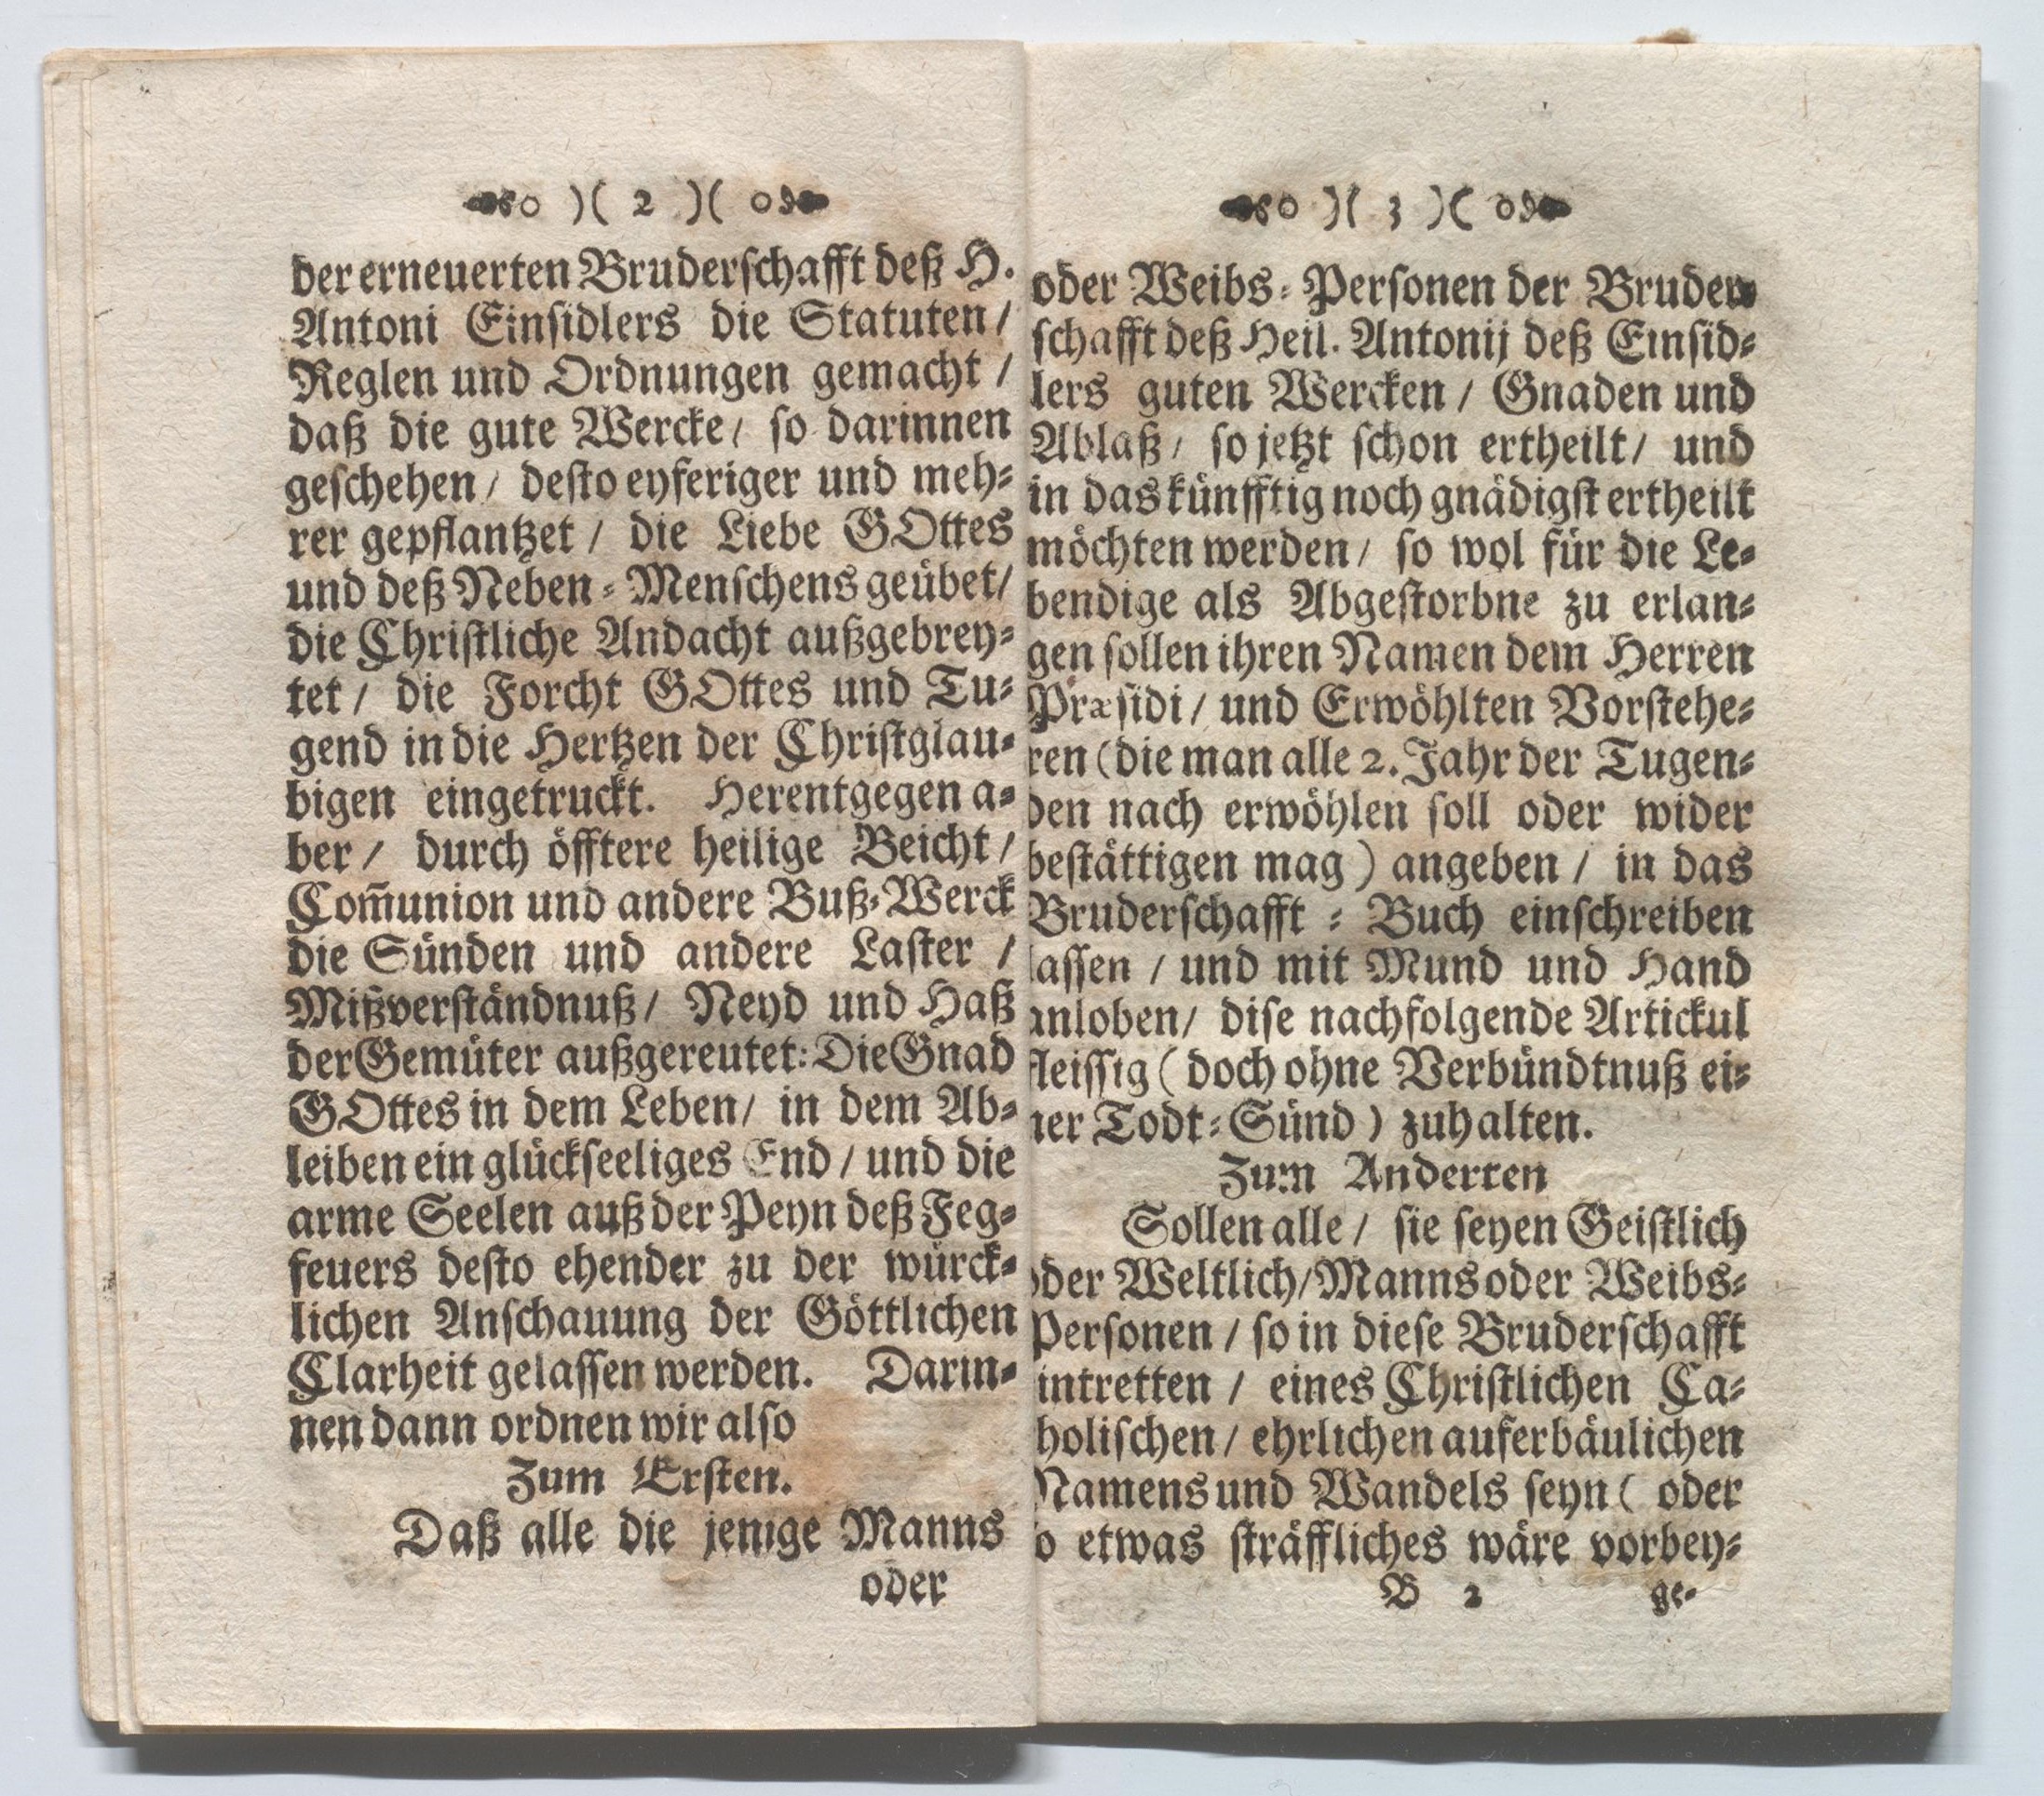 )( 2 )(
der erneuerten Bruderschafft deß H.
Antoni Einsidlers die Statuten/
Reglen und Ordnungen gemacht /
daß die gute Wercke/ so darinnen
geschehen/ desto eyferiger und meh-
rer gepflantzet / die Liebe GOttes
und deß Neben-Menschens geübet/
die Christliche Andacht außgebrey-
tet / die Forcht GOttes und Tu-
gend in die Hertzen der Christglau-
bigen eingetruckt. Herentgegen a-
ber / durch öfftere heilige Beicht/
Com̃union und andere Buß-Werck
die Sünden und andere Laster /
Mißverständnuß/ Neyd und Haß
der Gemüter außgereutet: Die Gnad
GOttes in dem Leben/ in dem Ab-
leiben ein glückseeliges End / und die
arme Seelen auß der Peyn deß Feg-
feuers desto ehender zu der würck-
lichen Anschauung der Göttlichen
Clarheit gelassen werden. Darin-
nen dann ordnen wir also
Zum Ersten.
Daß alle die jenige Manns
oder
)( 3 )(
oder Weibs-Personen der Bruder-
schafft deß Heil. Antonij deß Einsid-
lers guten Wercken / Gnaden und
Ablaß/ so jetzt schon ertheilt/ und
in das künfftig noch gnädigst ertheilt
möchten werden/ so wol für die Le-
bendige als Abgestorbne zu erlan-
gen sollen ihren Namen dem Herren
Præsidi / und Erwöhlten Vorstehe-
ren (die man alle 2. Jahr der Tugen-
den nach erwöhlen soll oder wider
bestättigen mag) angeben / in das
Bruderschafft-Buch einschreiben
lassen / und mit Mund und Hand
anloben/ dise nachfolgende Artickul
fleissig (doch ohne Verbündtnuß ei-
ner Todt-Sünd) zuhalten.
Zum Anderten
Sollen alle / sie seyen Geistlich
oder Weltlich/Manns oder Weibs-
Personen / so in diese Bruderschafft
intretten / eines Christlichen Ca-
holischen/ ehrlichen auferbäulichen
Namens und Wandels seyn ( oder
o etwas sträffliches wäre vorbey-
B 2 ge-